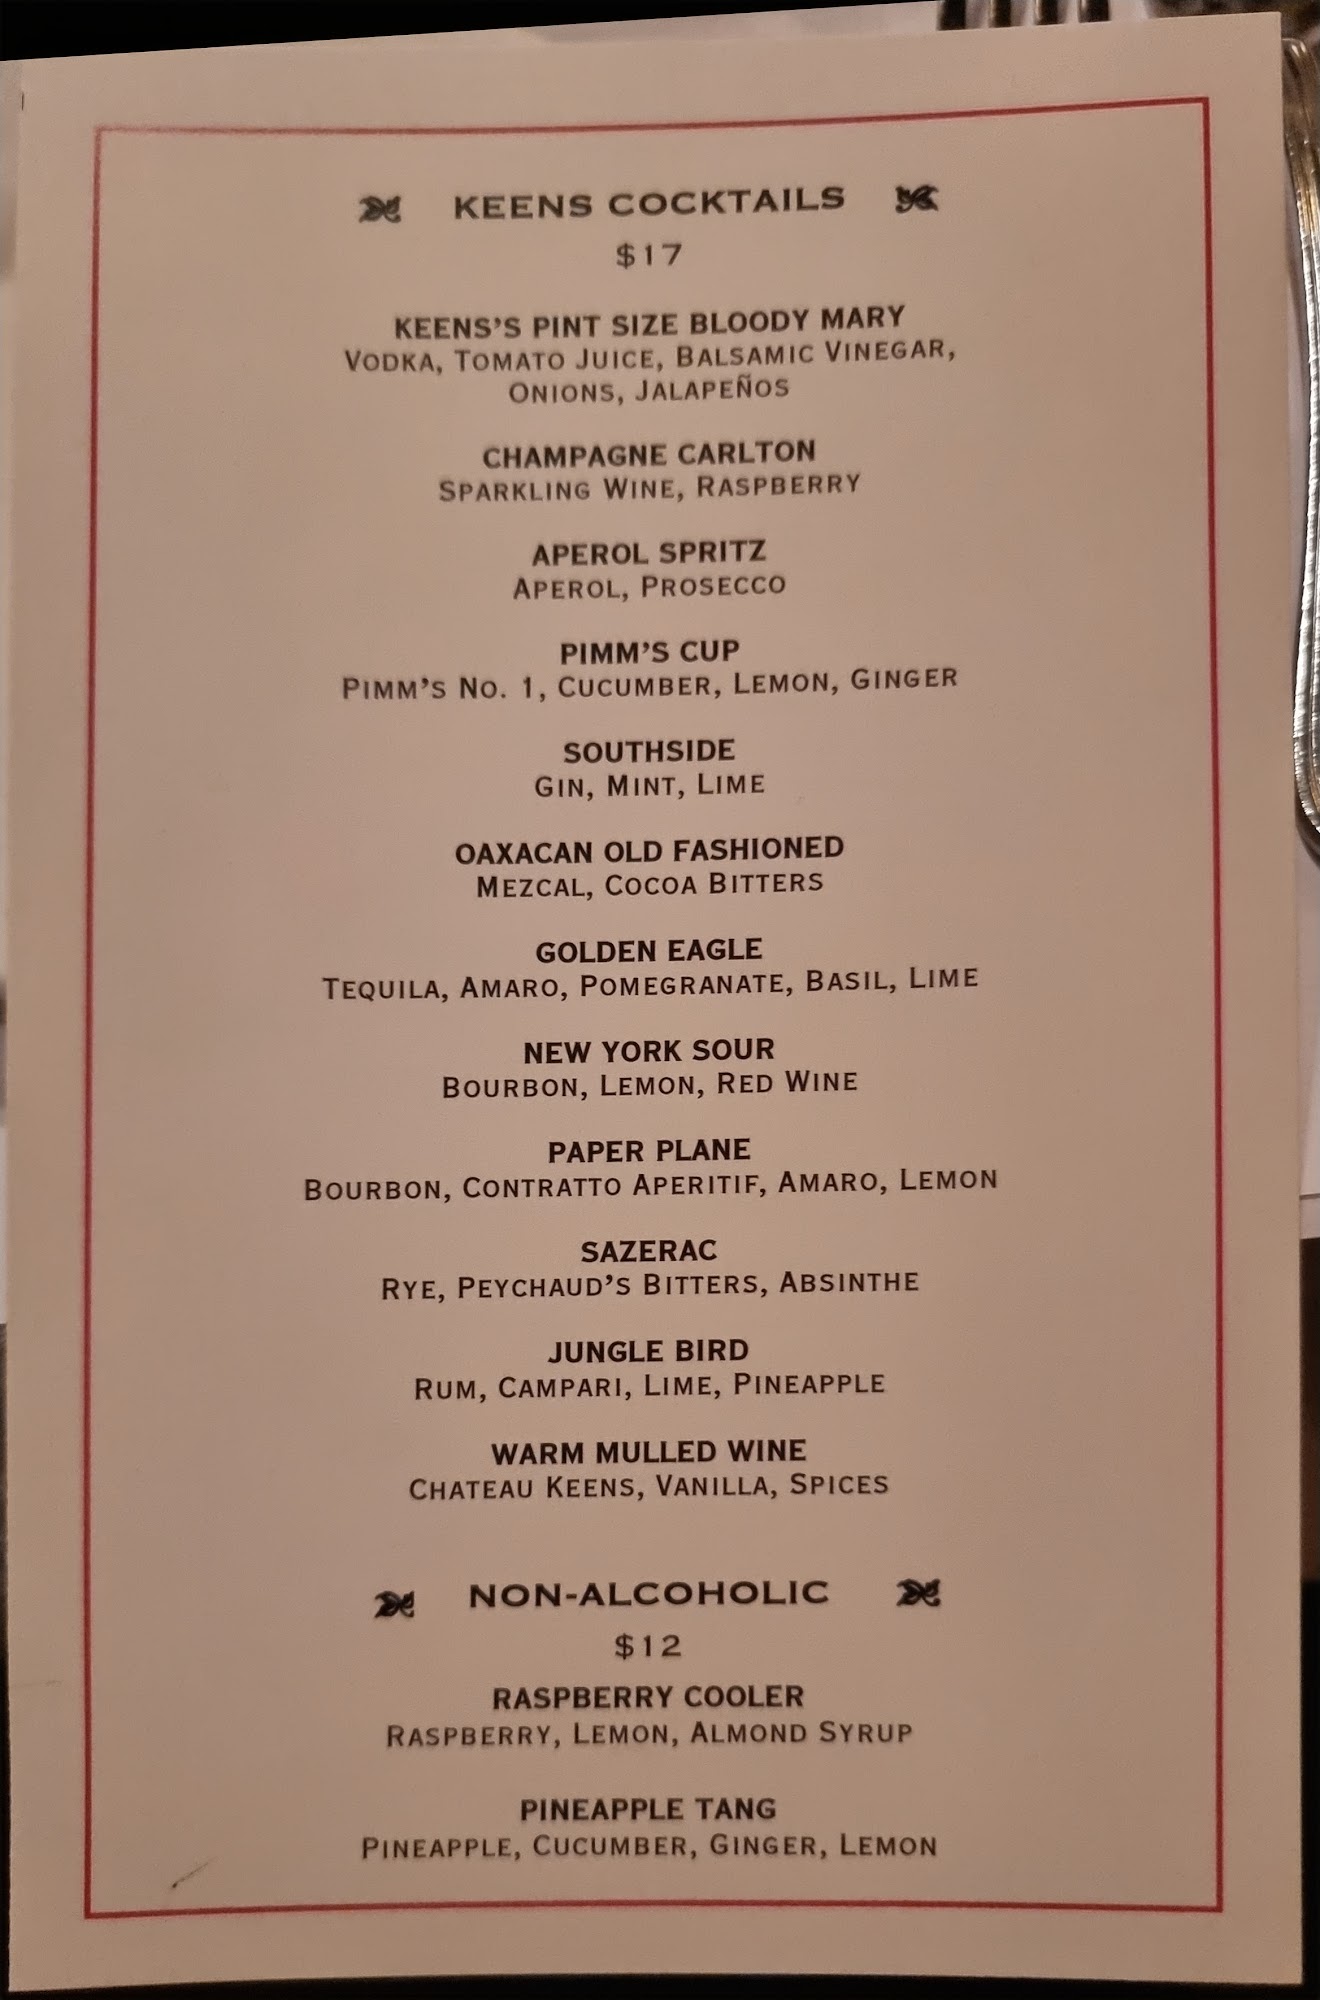 KEENS COCKTAILS
$17
KEENS'S PINT SIZE BLOODY MARY
VODKA, TOMATO JUICE, BALSAMIC VINEGAR,
ONIONS, JALAPEÑOS
CHAMPAGNE CARLTON
SPARKLING WINE, RASPBERRY
APEROL SPRITZ
APEROL, PROSECCO
PIMM'S CUP
PIMM'S NO. 1, CUCUMBER, LEMON, GINGER
SOUTHSIDE
GIN, MINT, LIME
OAXACAN OLD FASHIONED
MEZCAL, COCOA BITTERS
GOLDEN EAGLE
TEQUILA, AMARO, POMEGRANATE, BASIL, LIME
NEW YORK SOUR
BOURBON, LEMON, RED WINE
PAPER PLANE
BOURBON, CONTRATTO APERITIF, AMARO, LEMON
SAZERAC
RYE, PEYCHAUD'S BITTERS, ABSINTHE
JUNGLE BIRD
RUM, CAMPARI, LIME, PINEAPPLE
WARM MULLED WINE
CHATEAU KEENS, VANILLA, SPICES
NON-ALCOHOLIC
$12
RASPBERRY COOLER
RASPBERRY, LEMON, ALMOND SYRUP
PINEAPPLE TANG
PINEAPPLE, CUCUMBER, GINGER, LEMON